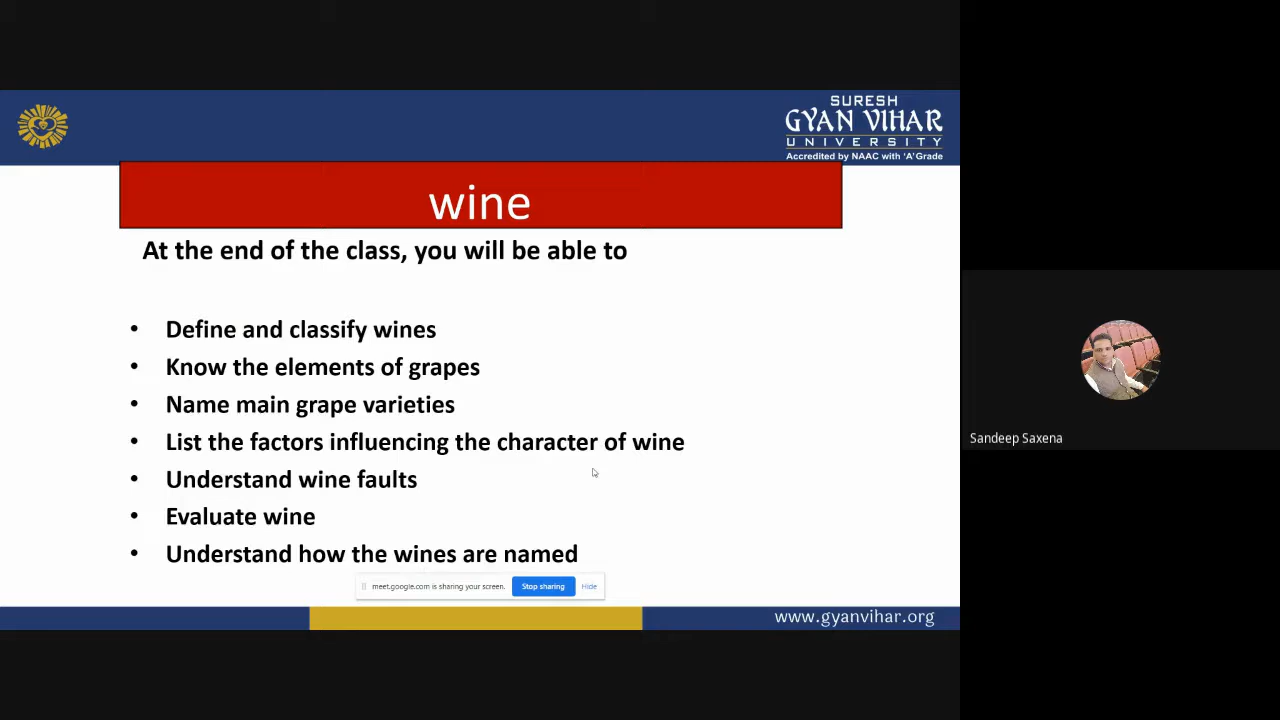 SURESH
GYAN VIHAR
UNIVERSITY
Accredited by NAAC with 'A' Grade
wine
At the end of the class, you will be able to
• Define and classify wines
• Know the elements of grapes
• Name main grape varieties
• List the factors influencing the character of wine
• Understand wine faults
• Evaluate wine
• Understand how the wines are named
meet.google.com is sharing your screen. Stop sharing Hide
www.gyanvihar.org
Sandeep Saxena